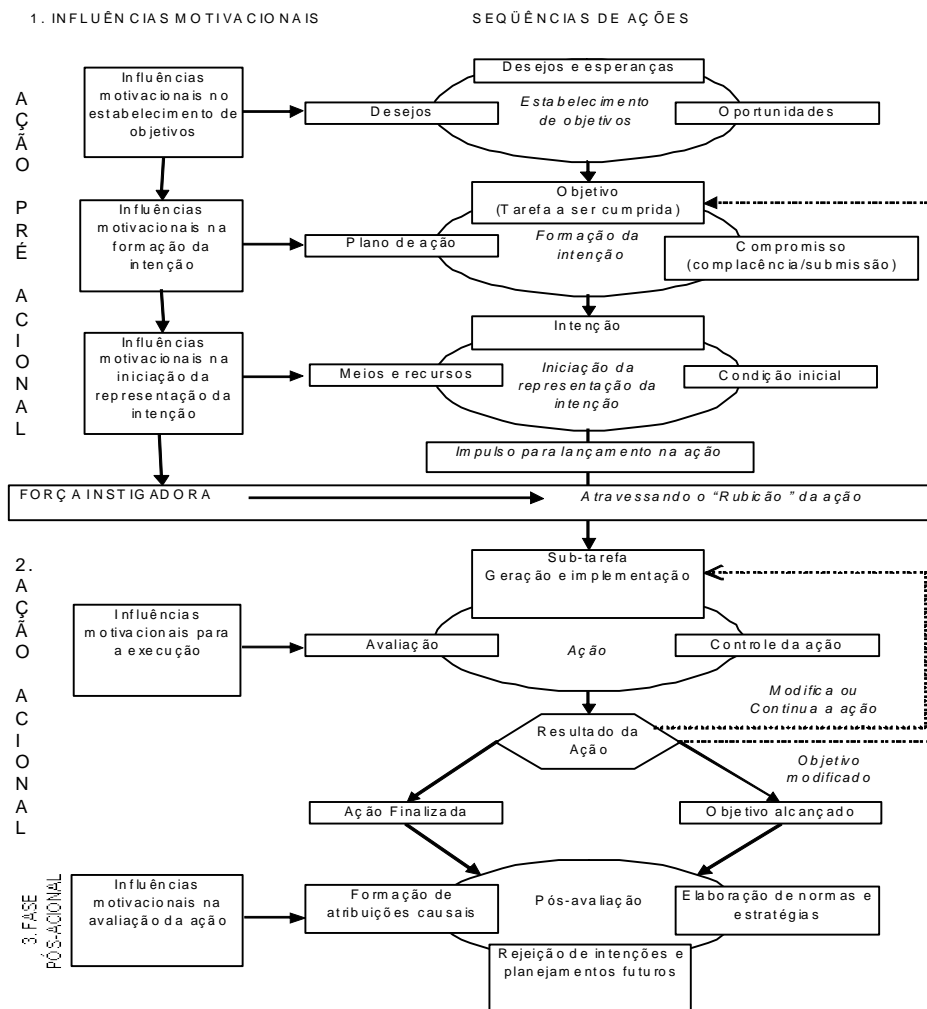 1. INFLUÊNCIAS MOTIVACIONAIS
SEQÜÊNCIAS DE AÇÕES
AÇÃO PRÉ ACIONAL
Influências
motivacionais no
estabelecimento de
objetivos
Desejos e esperanças
Desejos
Estabelecimento
de objetivos
Oportunidades
Influências
motivacionais na
formação da
intenção
Objetivo
(Tarefa a ser cumprida)
Plano de ação
Formação da
intenção
Compromisso
(complacência/submissão)
Influências
motivacionais na
iniciação da
representação da
intenção
Intenção
Meios e recursos
Iniciação da
representação da
intenção
Condição inicial
Impulso para lançamento na ação
FORÇA INSTIGADORA
Atravessando o “Rubicão” da ação
2. AÇÃO ACIONAL
Sub-tarefa
Geração e implementação
Influências
motivacionais para
a execução
Avaliação
Ação
Controle da ação
Modifica ou
Continua a ação
Resultado da
Ação
Objetivo
modificado
Ação Finalizada
Objetivo alcançado
3. FASE
PÓS-ACIONAL
Influências
motivacionais na
avaliação da ação
Formação de
atribuições causais
Pós-avaliação
Elaboração de normas e
estratégias
Rejeição de intenções e
planejamentos futuros